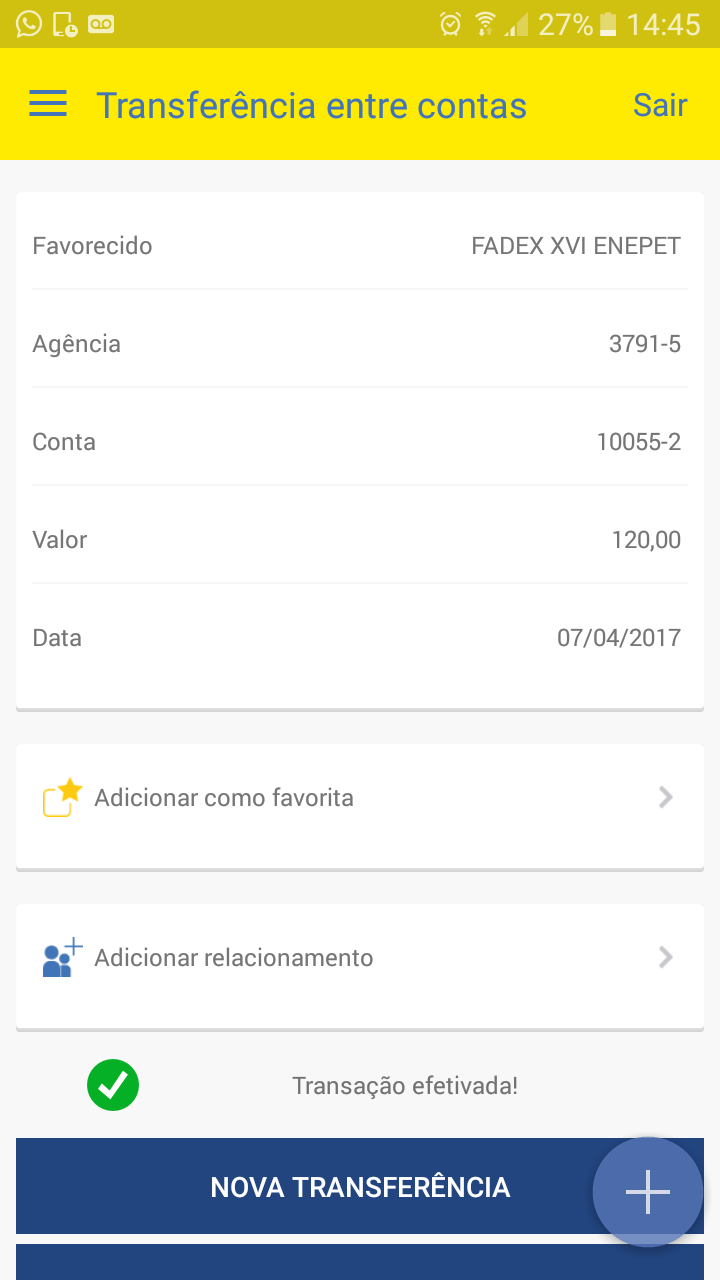 27% 14:45
Transferência entre contas Sair
Favorecido FADEX XVI ENEPET
Agência 3791-5
Conta 10055-2
Valor 120,00
Data 07/04/2017
Adicionar como favorita
Adicionar relacionamento
Transação efetivada!
NOVA TRANSFERÊNCIA